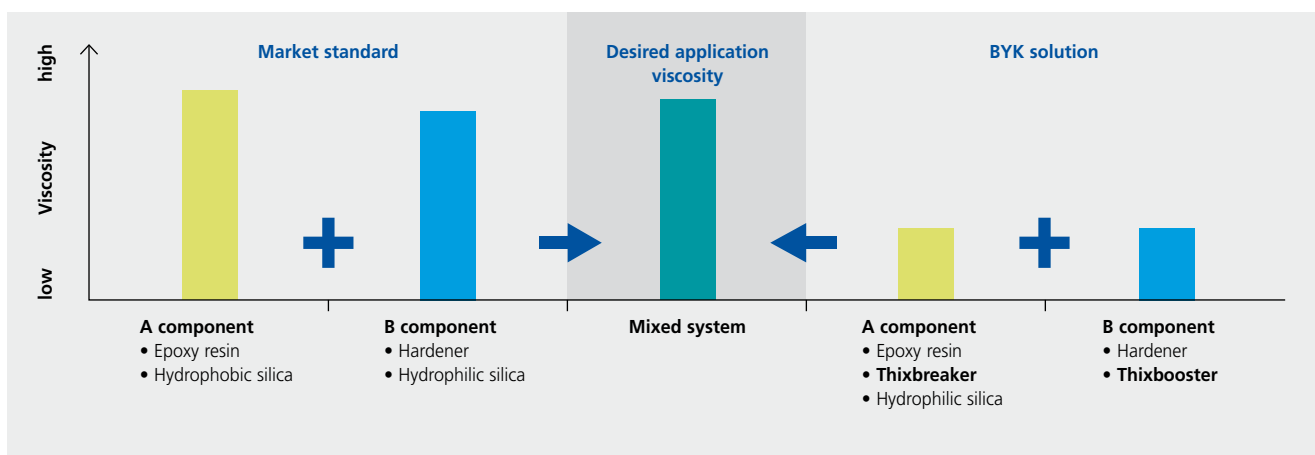 Market standard
Desired application
viscosity
BYK solution
high
Viscosity
low
A component
• Epoxy resin
• Hydrophobic silica
B component
• Hardener
• Hydrophilic silica
Mixed system
A component
• Epoxy resin
• Thixbreaker
• Hydrophilic silica
B component
• Hardener
• Thixbooster